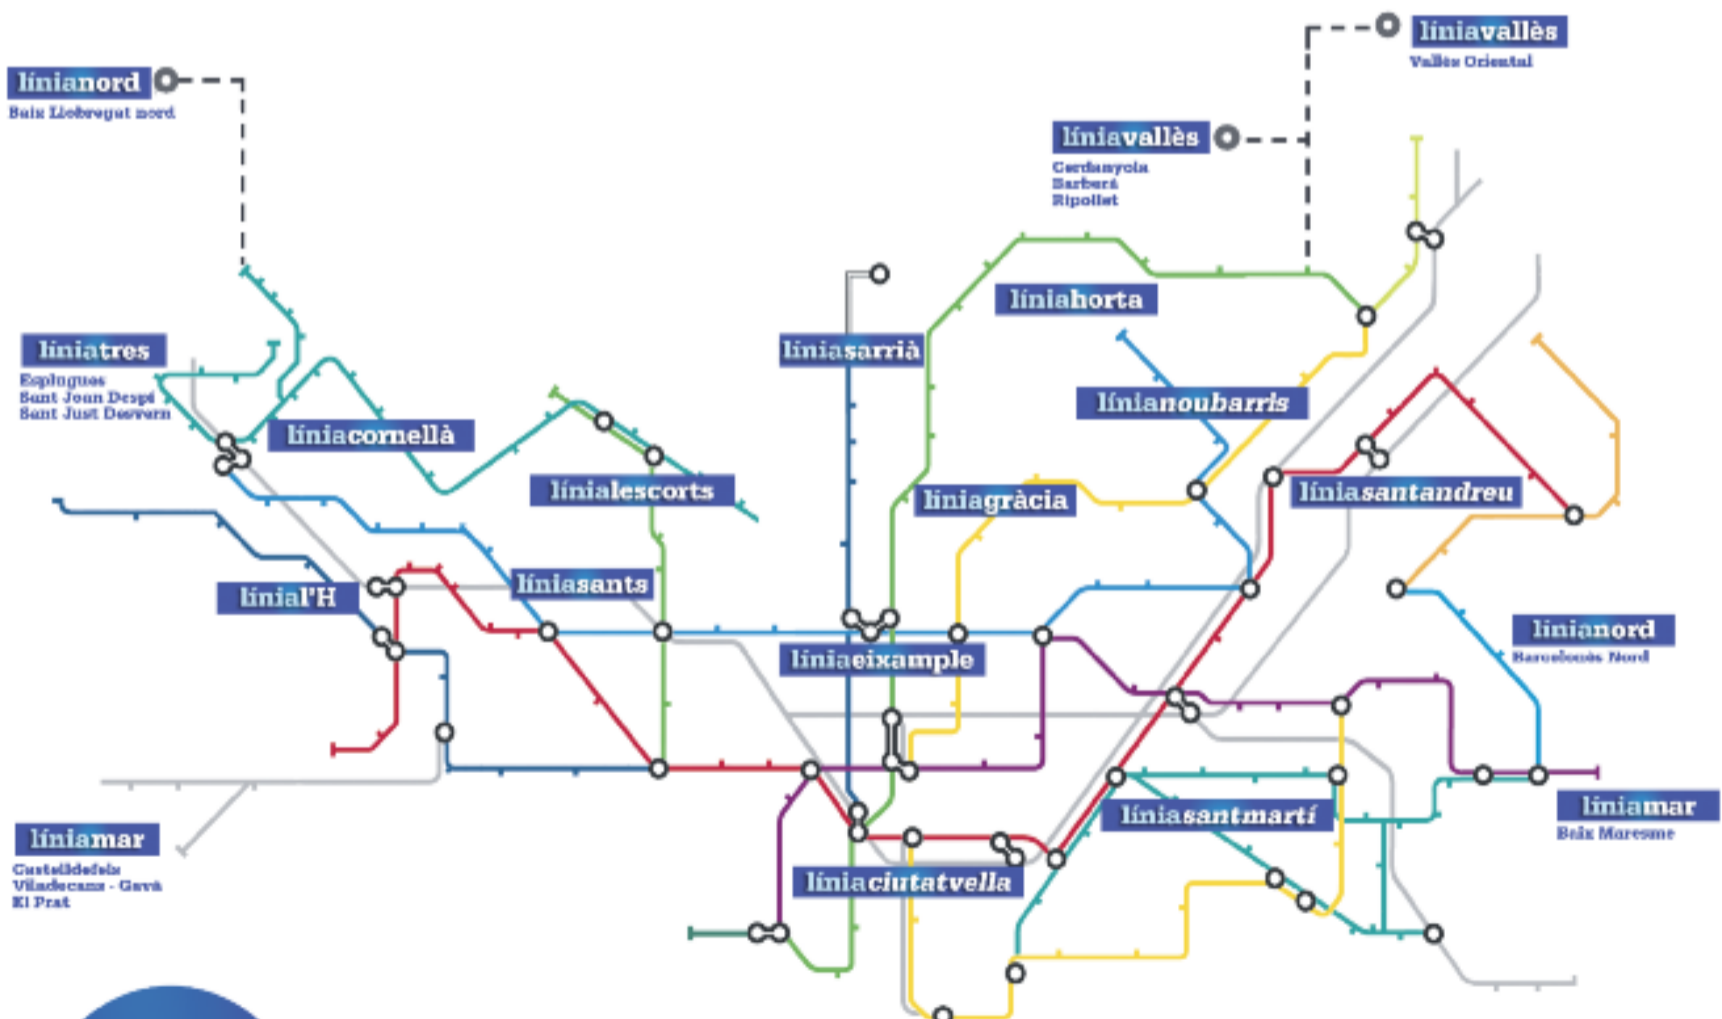 líniavallès
Vallès Oriental
línianord
Baix Llobregat nord
líniavallès
Cerdanyola
Barberà
Ripollet
líniahorta
líniatres
Esplugues
Sant Joan Despí
Sant Just Desvern
líniasarrià
línianoubarris
líniacornellà
línialescorts
líniagràcia
líniasantandreu
línial'H
líniasants
línianord
Barcelonès Nord
líniaeixample
líniamar
Castelldefels
Viladecans - Gavà
El Prat
líniasantmartí
líniamar
Baix Maresme
líniaciutatvella